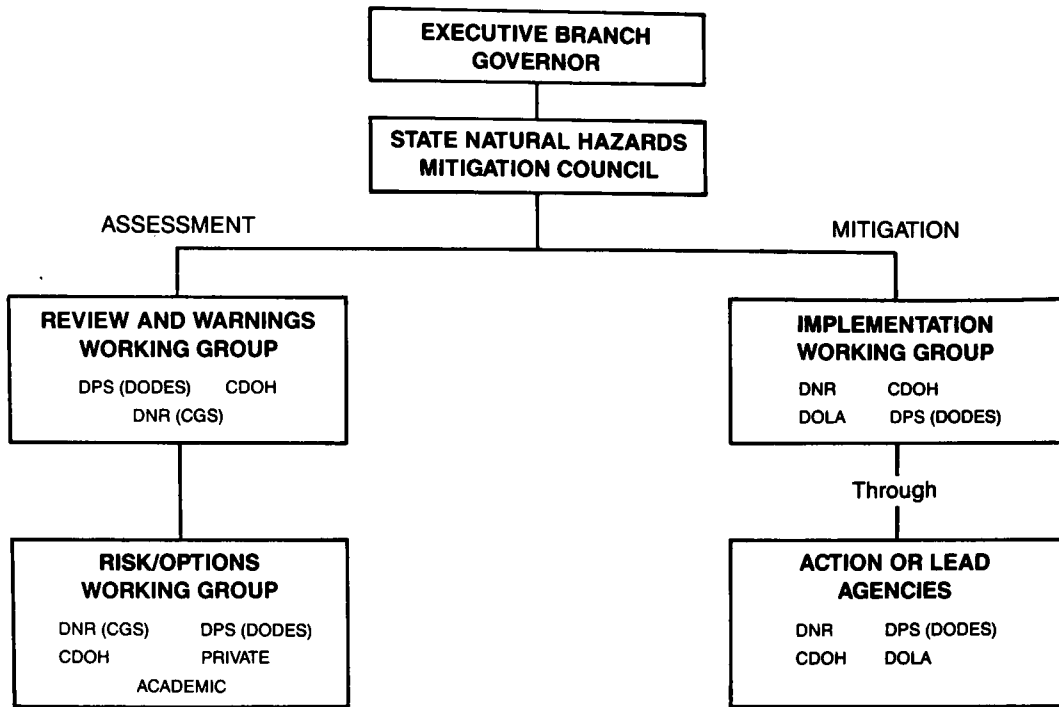 EXECUTIVE BRANCH
GOVERNOR
STATE NATURAL HAZARDS
MITIGATION COUNCIL
ASSESSMENT
MITIGATION
REVIEW AND WARNINGS
WORKING GROUP
DPS (DODES) CDOH
DNR (CGS)
IMPLEMENTATION
WORKING GROUP
DNR CDOH
DOLA DPS (DODES)
Through
RISK/OPTIONS
WORKING GROUP
DNR (CGS) DPS (DODES)
CDOH PRIVATE
ACADEMIC
ACTION OR LEAD
AGENCIES
DNR DPS (DODES)
CDOH DOLA